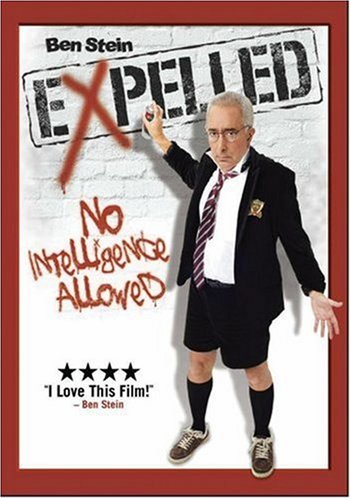 Ben Stein
EXPELLED
No
INTELLIGENCE
AllowED
★★★★
"I Love This Film!"
– Ben Stein